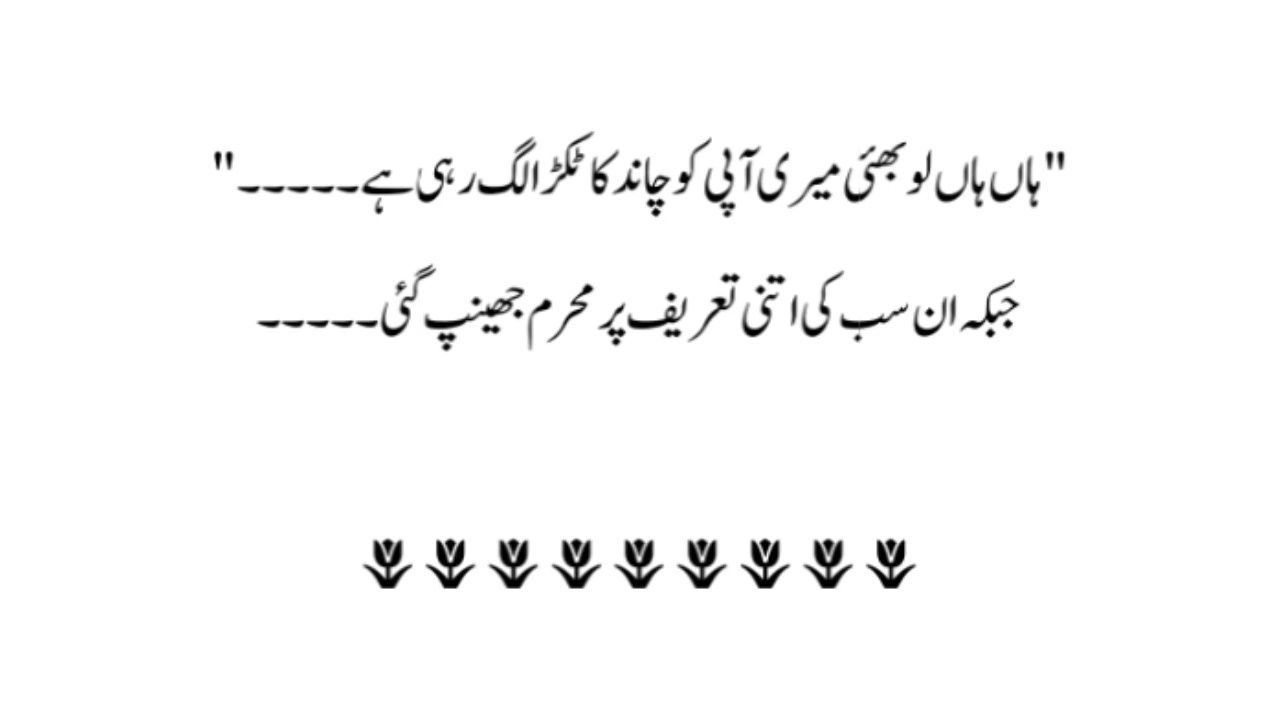 "ہاں ہاں لو بھئی میری آپی کو چاند کا ٹکڑا لگ رہی ہے۔۔۔۔۔"
جبکہ ان سب کی اتنی تعریف پر محرم جھینپ گئی۔۔۔۔۔